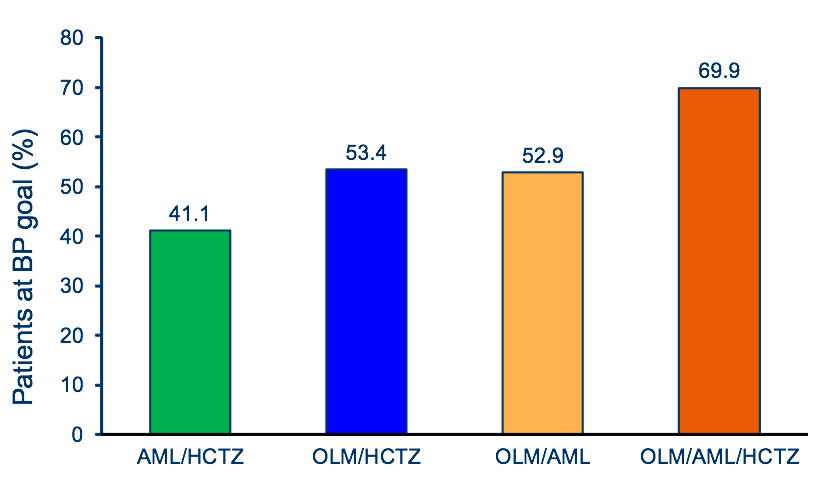 Patients at BP goal (%)
80
70
60
50
40
30
20
10
0
41.1
53.4
52.9
69.9
AML/HCTZ
OLM/HCTZ
OLM/AML
OLM/AML/HCTZ